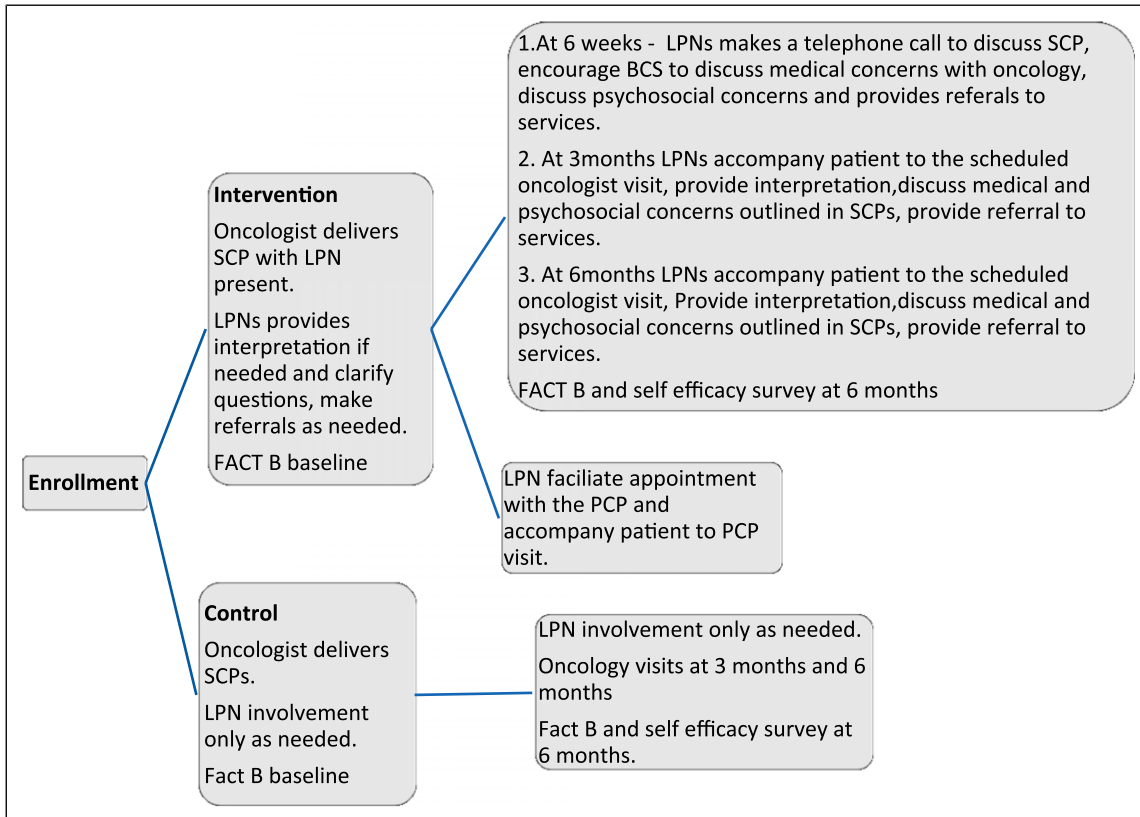 Enrollment
Intervention
Oncologist delivers
SCP with LPN
present.
LPNs provides
interpretation if
needed and clarify
questions, make
referrals as needed.
FACT B baseline
1.At 6 weeks - LPNs makes a telephone call to discuss SCP,
encourage BCS to discuss medical concerns with oncology,
discuss psychosocial concerns and provides referals to
services.
2. At 3months LPNs accompany patient to the scheduled
oncologist visit, provide interpretation,discuss medical and
psychosocial concerns outlined in SCPs, provide referral to
services.
3. At 6months LPNs accompany patient to the scheduled
oncologist visit, Provide interpretation,discuss medical and
psychosocial concerns outlined in SCPs, provide referral to
services.
FACT B and self efficacy survey at 6 months
LPN faciliate appointment
with the PCP and
accompany patient to PCP
visit.
Control
Oncologist delivers
SCPs.
LPN involvement
only as needed.
Fact B baseline
LPN involvement only as needed.
Oncology visits at 3 months and 6
months
Fact B and self efficacy survey at
6 months.